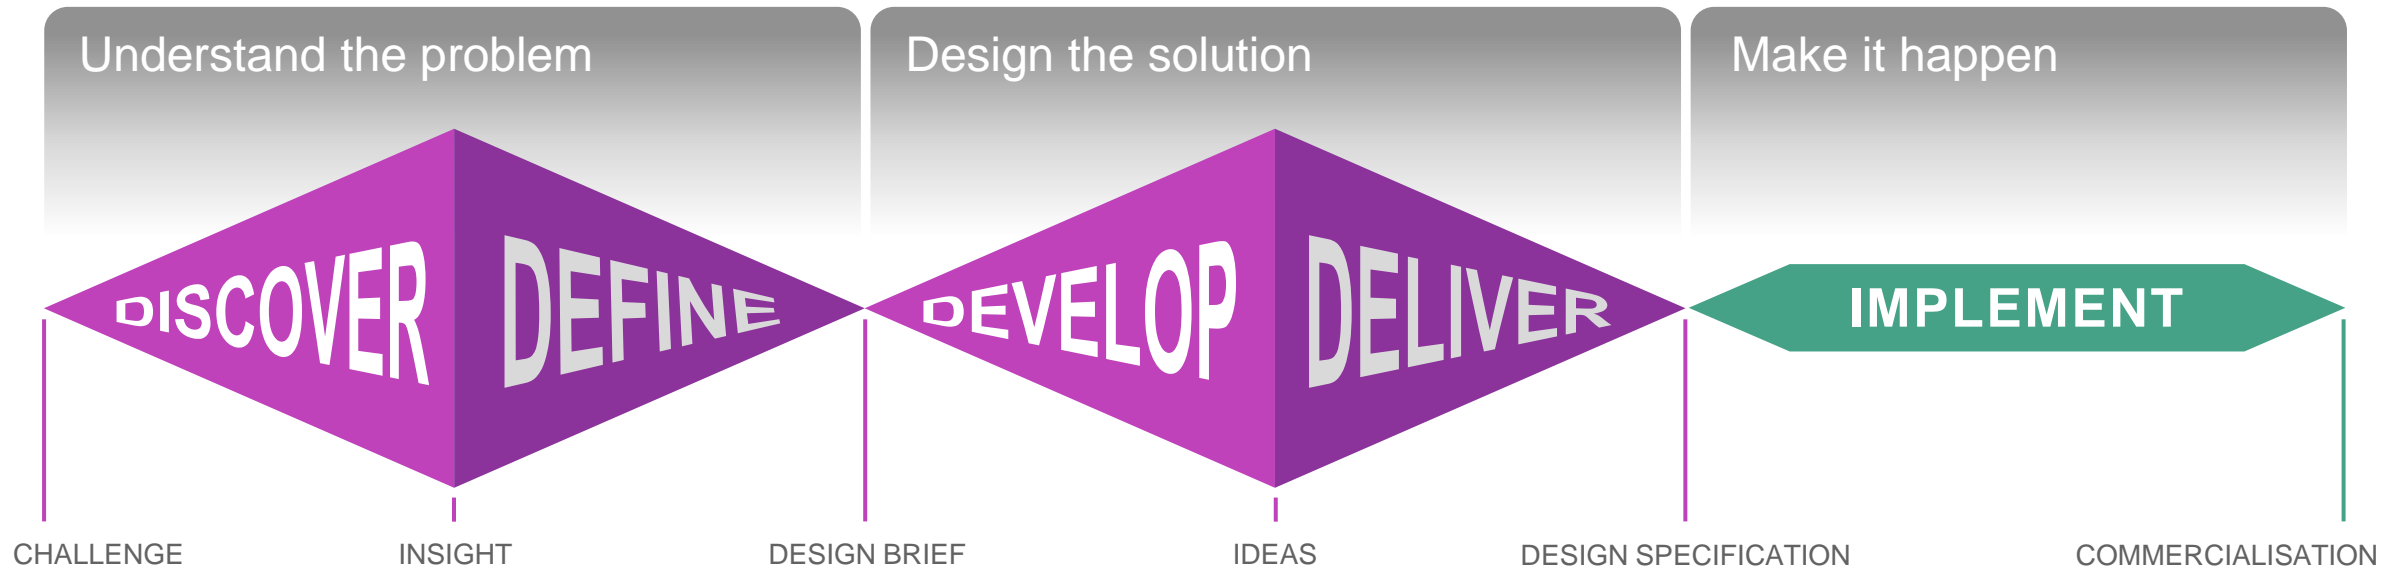 Understand the problem
Design the solution
Make it happen
DISCOVER
DEFINE
DEVELOP
DELIVER
IMPLEMENT
CHALLENGE
INSIGHT
DESIGN BRIEF
IDEAS
DESIGN SPECIFICATION
COMMERCIALISATION